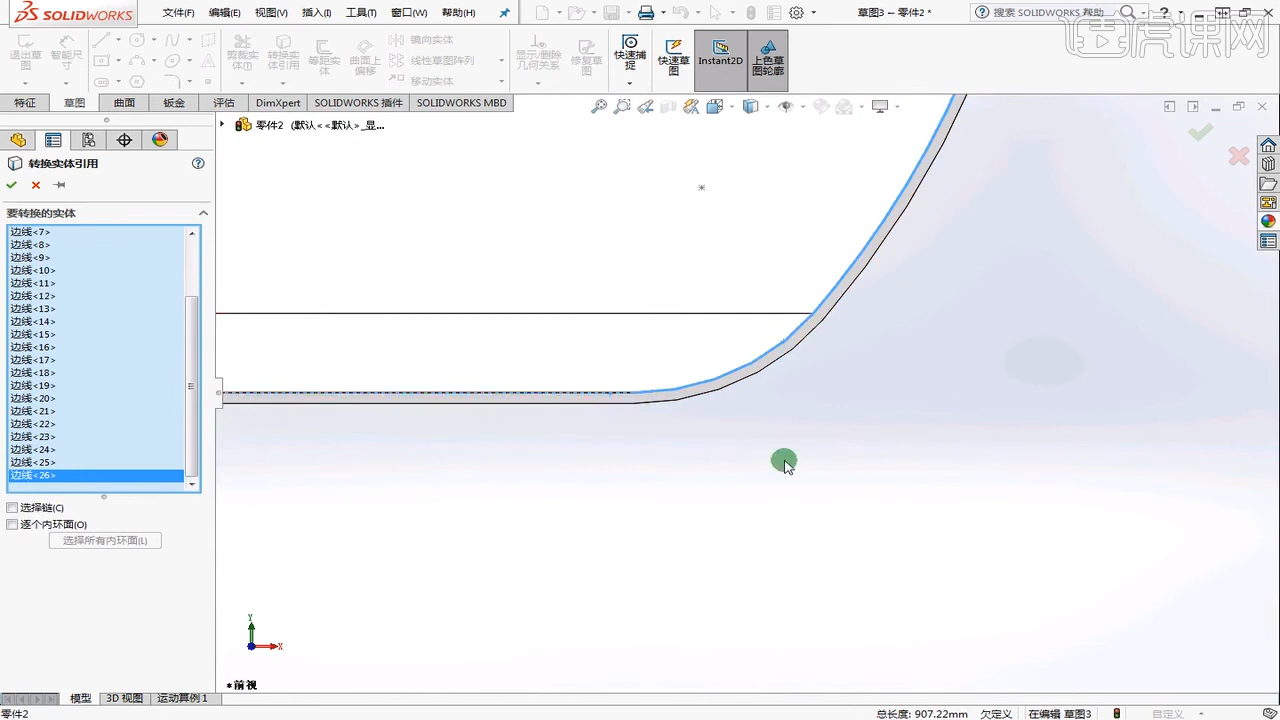 SOLIDWORKS 文件(F) 编辑(E) 视图(V) 插入(I) 工具(T) 窗口(W) 帮助(H) 草图3 - 零件2 * 搜索 SOLIDWORKS 帮助
虎课网
退出草图 智能尺寸 剪裁实体 转换实体引用 等距实体 曲面上偏移 镜向实体 线性草图阵列 移动实体 显示/删除几何关系 修复草图 快速捕捉 快速草图 Instant2D 上色草图轮廓
特征 草图 曲面 钣金 评估 DimXpert SOLIDWORKS 插件 SOLIDWORKS MBD
零件2 (默认<<默认>_显...
转换实体引用
要转换的实体
边线<7>
边线<8>
边线<9>
边线<10>
边线<11>
边线<12>
边线<13>
边线<14>
边线<15>
边线<16>
边线<17>
边线<18>
边线<19>
边线<20>
边线<21>
边线<22>
边线<23>
边线<24>
边线<25>
边线<26>
选择链(C)
逐个内环面(O)
选择所有内环面(L)
Y
X
*前视
模型 3D 视图 运动算例 1
零件2 总长度: 907.22mm 欠定义 在编辑 草图3 自定义